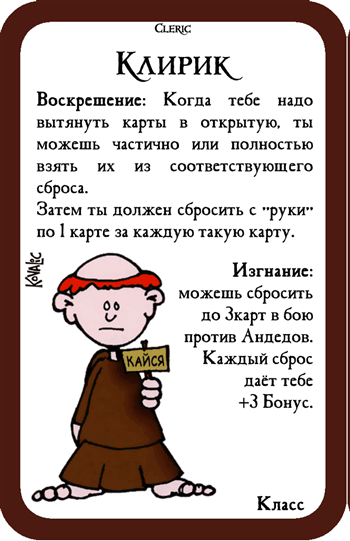 Cleric
Клирик
Воскрешение: Когда тебе надо
вытянуть карты в открытую, ты
можешь частично или полностью
взять их из соответствующего
сброса.
Затем ты должен сбросить с "руки"
по 1 карте за каждую такую карту.
Kovalic
Изгнание:
можешь сбросить
до 3карт в бою
против Андедов.
Каждый сброс
даёт тебе
+3 Бонус.
КАЙСЯ
Класс